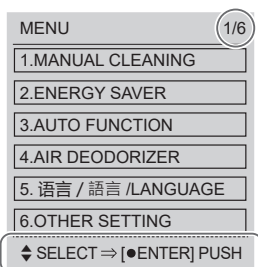 MENU 1/6
1.MANUAL CLEANING
2.ENERGY SAVER
3.AUTO FUNCTION
4.AIR DEODORIZER
5. 语言 / 語言 /LANGUAGE
6.OTHER SETTING
♦ SELECT ⇒ [●ENTER] PUSH